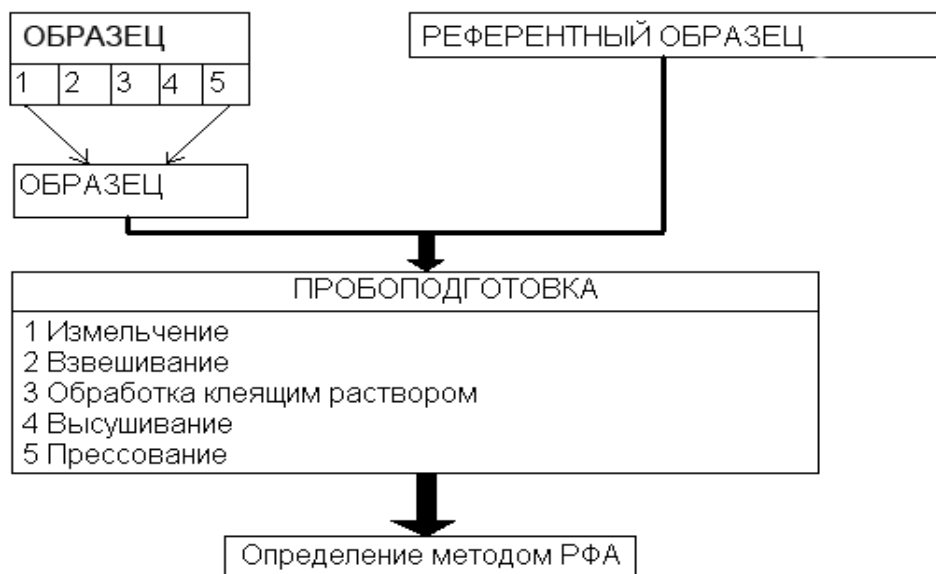 ОБРАЗЕЦ
1 2 3 4 5
ОБРАЗЕЦ
РЕФЕРЕНТНЫЙ ОБРАЗЕЦ
ПРОБОПОДГОТОВКА
1 Измельчение
2 Взвешивание
3 Обработка клеящим раствором
4 Высушивание
5 Прессование
Определение методом РФА